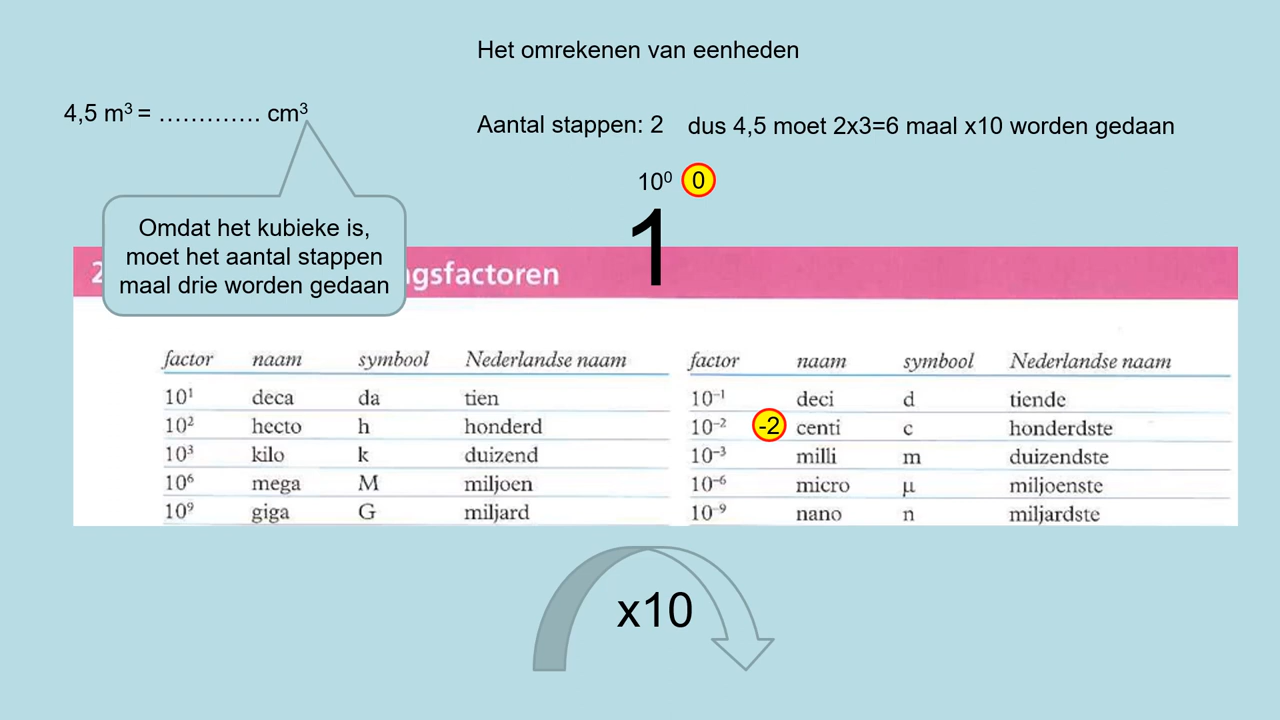 Het omrekenen van eenheden
4,5 m³ = …………. cm³
Aantal stappen: 2 dus 4,5 moet 2x3=6 maal x10 worden gedaan
10⁰ 0
1
Omdat het kubieke is,
moet het aantal stappen
maal drie worden gedaan
2 ngsfactoren
factor naam symbool Nederlandse naam factor naam symbool Nederlandse naam
10¹ deca da tien 10⁻¹ deci d tiende
10² hecto h honderd 10⁻² -2 centi c honderdste
10³ kilo k duizend 10⁻³ milli m duizendste
10⁶ mega M miljoen 10⁻⁶ micro μ miljoenste
10⁹ giga G miljard 10⁻⁹ nano n miljardste
x10